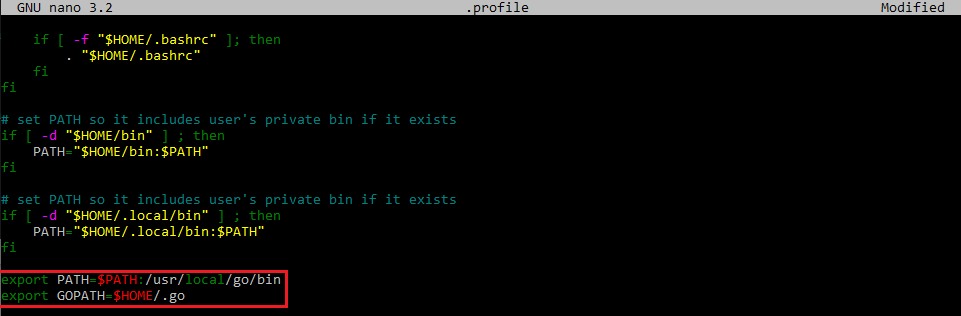 GNU nano 3.2 .profile Modified
if [ -f "$HOME/.bashrc" ]; then
. "$HOME/.bashrc"
fi
fi
# set PATH so it includes user's private bin if it exists
if [ -d "$HOME/bin" ] ; then
PATH="$HOME/bin:$PATH"
fi
# set PATH so it includes user's private bin if it exists
if [ -d "$HOME/.local/bin" ] ; then
PATH="$HOME/.local/bin:$PATH"
fi
export PATH=$PATH:/usr/local/go/bin
export GOPATH=$HOME/.go